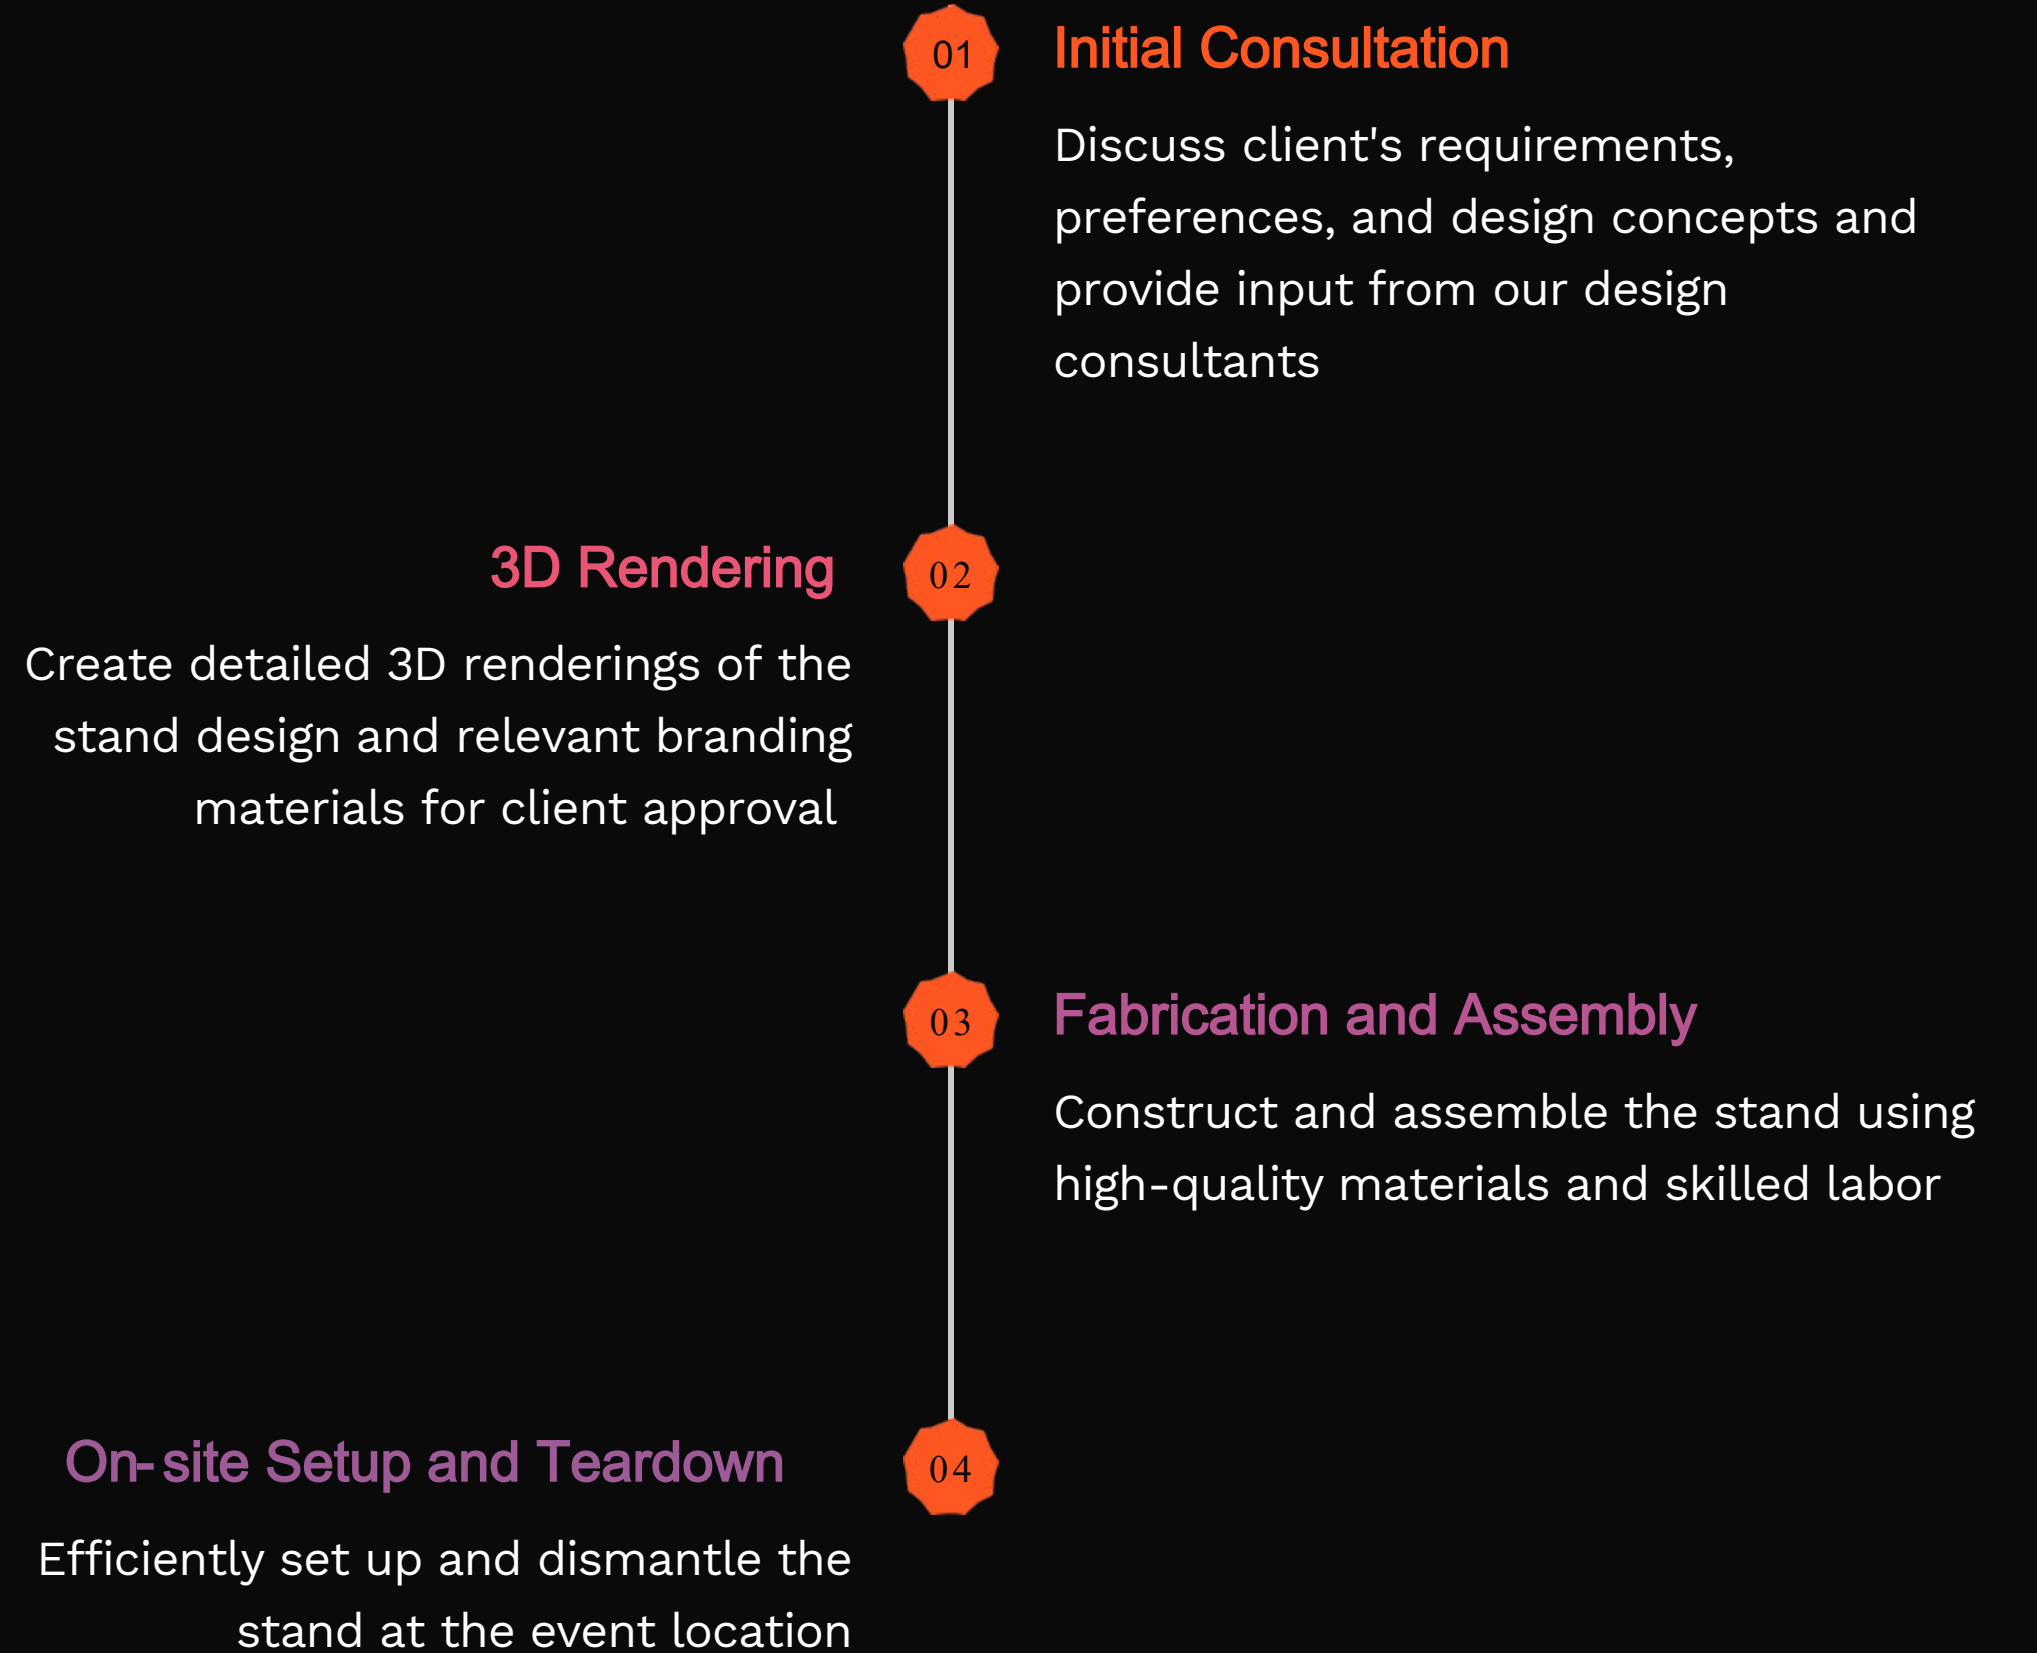 01
Initial Consultation
Discuss client's requirements,
preferences, and design concepts and
provide input from our design
consultants
02
3D Rendering
Create detailed 3D renderings of the
stand design and relevant branding
materials for client approval
03
Fabrication and Assembly
Construct and assemble the stand using
high-quality materials and skilled labor
04
On-site Setup and Teardown
Efficiently set up and dismantle the
stand at the event location